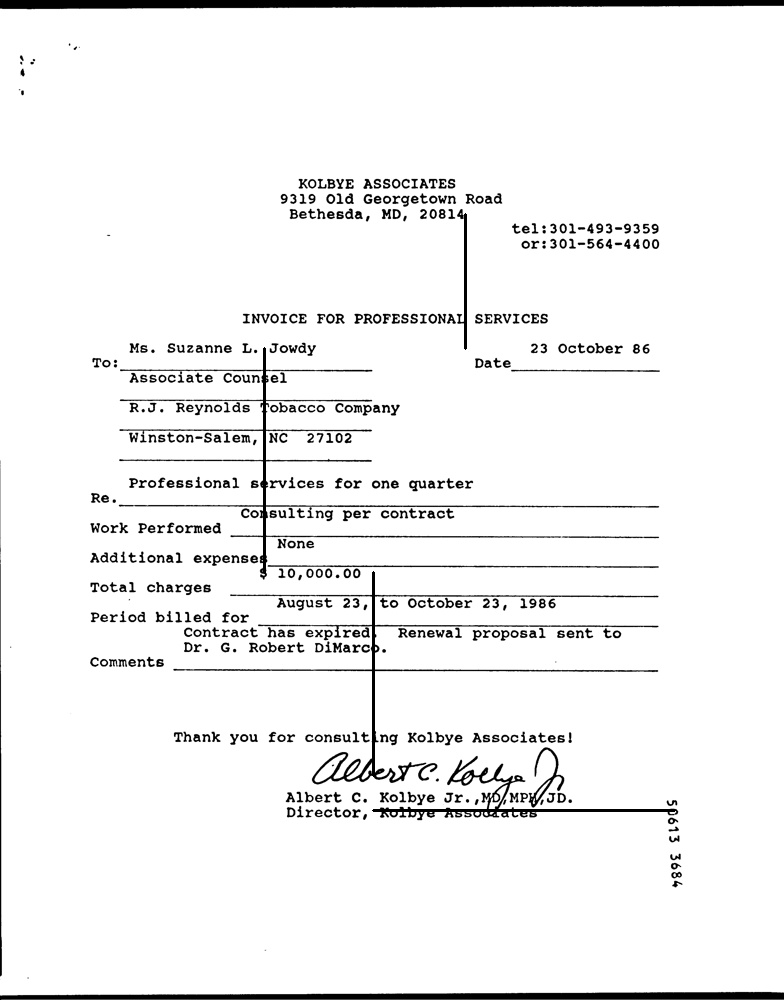 KOLBYE ASSOCIATES
9319 Old Georgetown Road
Bethesda, MD, 20814
tel:301-493-9359
or:301-564-4400
INVOICE FOR PROFESSIONAL SERVICES
Ms. Suzanne L. Jowdy
23 October 86
To:
Date
Associate Counsel
R.J. Reynolds Tobacco Company
Winston-Salem, NC 27102
Professional services for one quarter
Re.
Consulting per contract
Work Performed
None
Additional expenses
$ 10,000.00
Total charges
August 23, to October 23, 1986
Period billed for
Contract has expired. Renewal proposal sent to
Dr. G. Robert DiMarco.
Comments
Thank you for consulting Kolbye Associates!
Albert C. Kolbye Jr
Albert C. Kolbye Jr.,MD,MPH,JD.
Director, Kolbye Associates
50613 3684